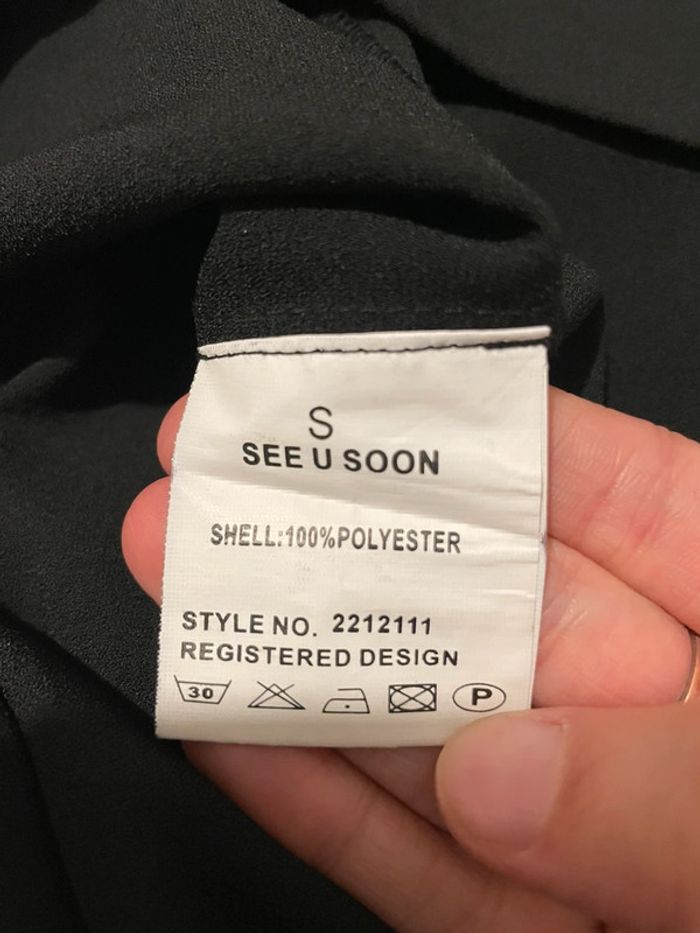 S
SEE U SOON
SHELL:100%POLYESTER
STYLE NO. 2212111
REGISTERED DESIGN
30 P